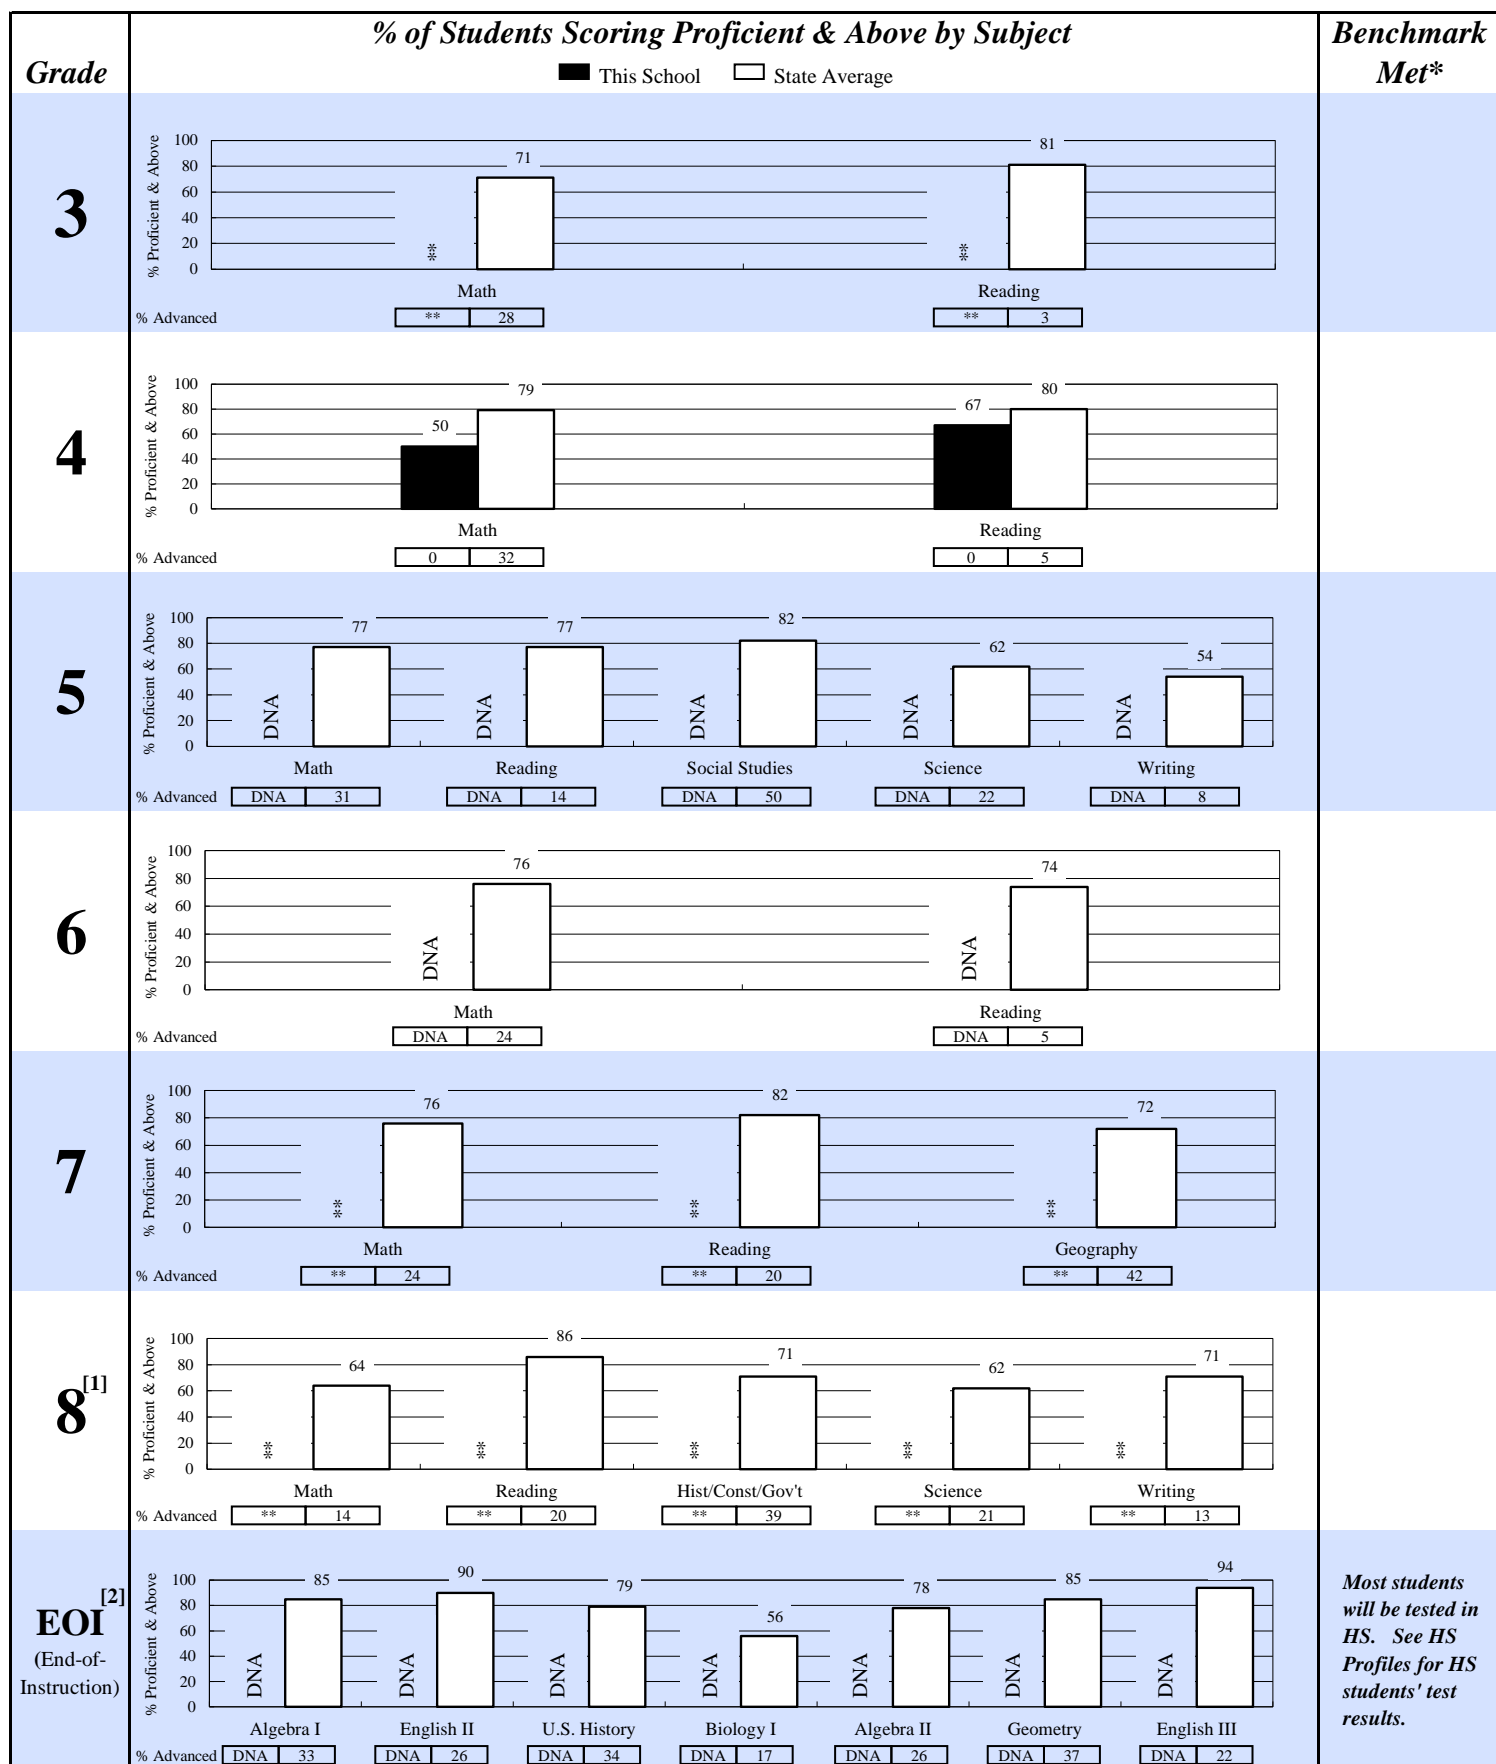 % of Students Scoring Proficient & Above by Subject
Benchmark
Met*
Grade
This School
State Average
3
% Proficient & Above
100
80
60
40
20
0
**
71
**
81
Math
Reading
% Advanced
** 28
** 3
4
% Proficient & Above
100
80
60
40
20
0
50
79
67
80
Math
Reading
% Advanced
0 32
0 5
5
% Proficient & Above
100
80
60
40
20
0
DNA
77
DNA
77
DNA
82
DNA
62
DNA
54
Math
Reading
Social Studies
Science
Writing
% Advanced
DNA 31
DNA 14
DNA 50
DNA 22
DNA 8
6
% Proficient & Above
100
80
60
40
20
0
DNA
76
DNA
74
Math
Reading
% Advanced
DNA 24
DNA 5
7
% Proficient & Above
100
80
60
40
20
0
**
76
**
82
**
72
Math
Reading
Geography
% Advanced
** 24
** 20
** 42
8[1]
% Proficient & Above
100
80
60
40
20
0
**
64
**
86
**
71
**
62
**
71
Math
Reading
Hist/Const/Gov't
Science
Writing
% Advanced
** 14
** 20
** 39
** 21
** 13
EOI[2]
(End-of-
Instruction)
% Proficient & Above
100
80
60
40
20
0
DNA
85
DNA
90
DNA
79
DNA
56
DNA
78
DNA
85
DNA
94
Algebra I
English II
U.S. History
Biology I
Algebra II
Geometry
English III
% Advanced
DNA 33
DNA 26
DNA 34
DNA 17
DNA 26
DNA 37
DNA 22
Most students
will be tested in
HS. See HS
Profiles for HS
students' test
results.